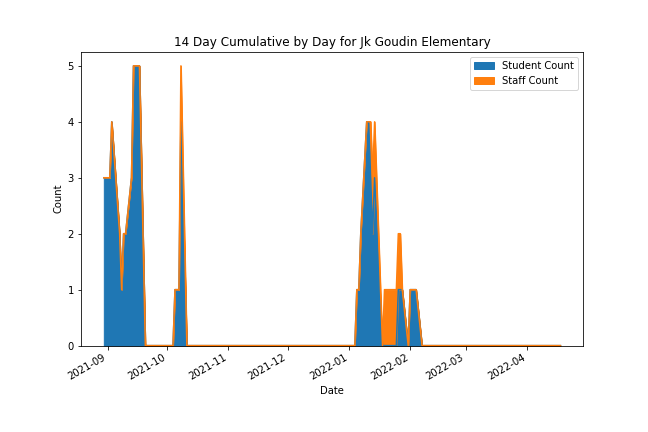 14 Day Cumulative by Day for Jk Goudin Elementary
Student Count
Staff Count
Count
5
4
3
2
1
0
2021-09
2021-10
2021-11
2021-12
2022-01
2022-02
2022-03
2022-04
Date